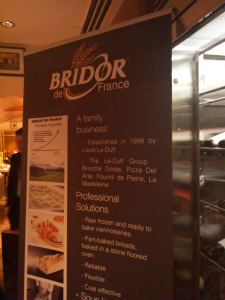 BRIDOR
de France
A family
business
- Established in 1988 by
Louis Le-Duff.
- The Le-Duff Group :
Brioche Dorée, Pizza Del
Arte, Fournil de Pierre, La
Madeleine
Professional
Solutions
- Raw frozen and ready to
bake viennoiseries.
- Part-baked breads,
baked in a stone floored
oven.
- Reliable
- Flexible
- Cost effective